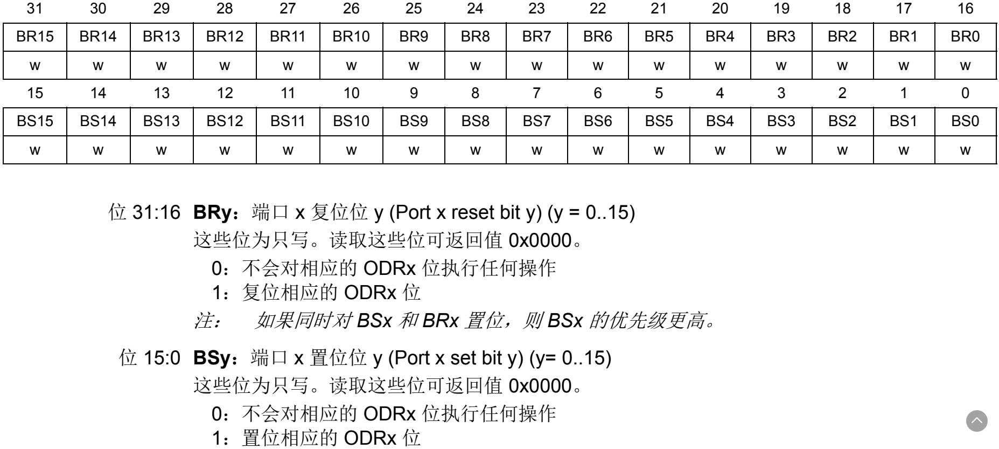 31 30 29 28 27 26 25 24 23 22 21 20 19 18 17 16
BR15 BR14 BR13 BR12 BR11 BR10 BR9 BR8 BR7 BR6 BR5 BR4 BR3 BR2 BR1 BR0
w w w w w w w w w w w w w w w w
15 14 13 12 11 10 9 8 7 6 5 4 3 2 1 0
BS15 BS14 BS13 BS12 BS11 BS10 BS9 BS8 BS7 BS6 BS5 BS4 BS3 BS2 BS1 BS0
w w w w w w w w w w w w w w w w
位 31:16 BRy：端口 x 复位位 y (Port x reset bit y) (y = 0..15)
这些位为只写。读取这些位可返回值 0x0000。
0：不会对相应的 ODRx 位执行任何操作
1：复位相应的 ODRx 位
注： 如果同时对 BSx 和 BRx 置位，则 BSx 的优先级更高。
位 15:0 BSy：端口 x 置位位 y (Port x set bit y) (y= 0..15)
这些位为只写。读取这些位可返回值 0x0000。
0：不会对相应的 ODRx 位执行任何操作
1：置位相应的 ODRx 位